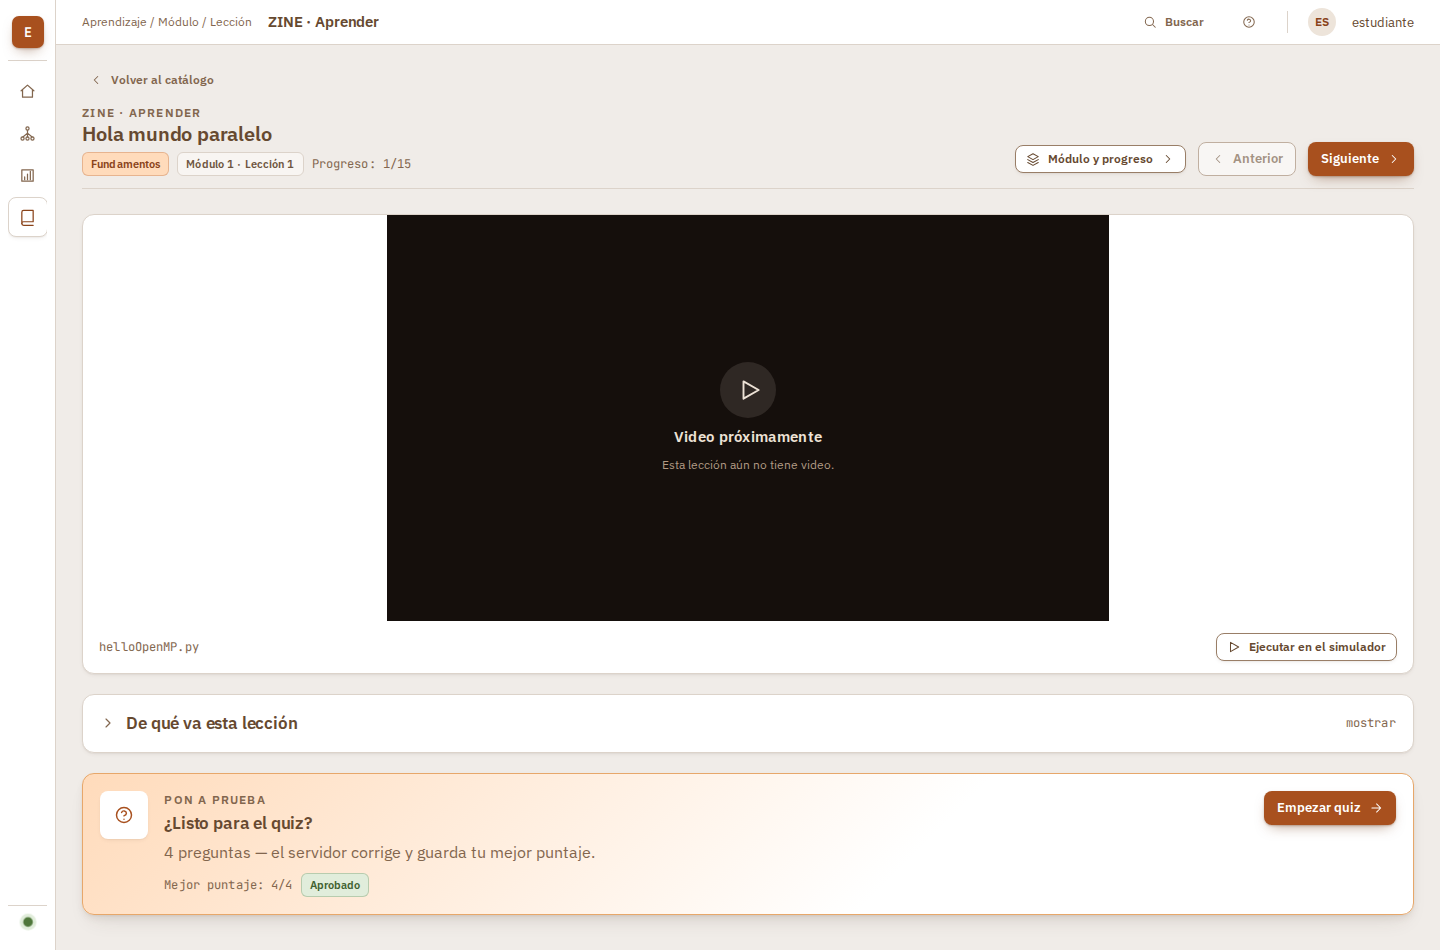 E
Aprendizaje / Módulo / Lección ZINE · Aprender
Buscar
ES estudiante
Volver al catálogo
ZINE · APRENDER
Hola mundo paralelo
Fundamentos Módulo 1 · Lección 1 Progreso: 1/15
Módulo y progreso Anterior Siguiente
Video próximamente
Esta lección aún no tiene video.
helloOpenMP.py Ejecutar en el simulador
De qué va esta lección mostrar
PON A PRUEBA
¿Listo para el quiz?
Empezar quiz
4 preguntas — el servidor corrige y guarda tu mejor puntaje.
Mejor puntaje: 4/4 Aprobado